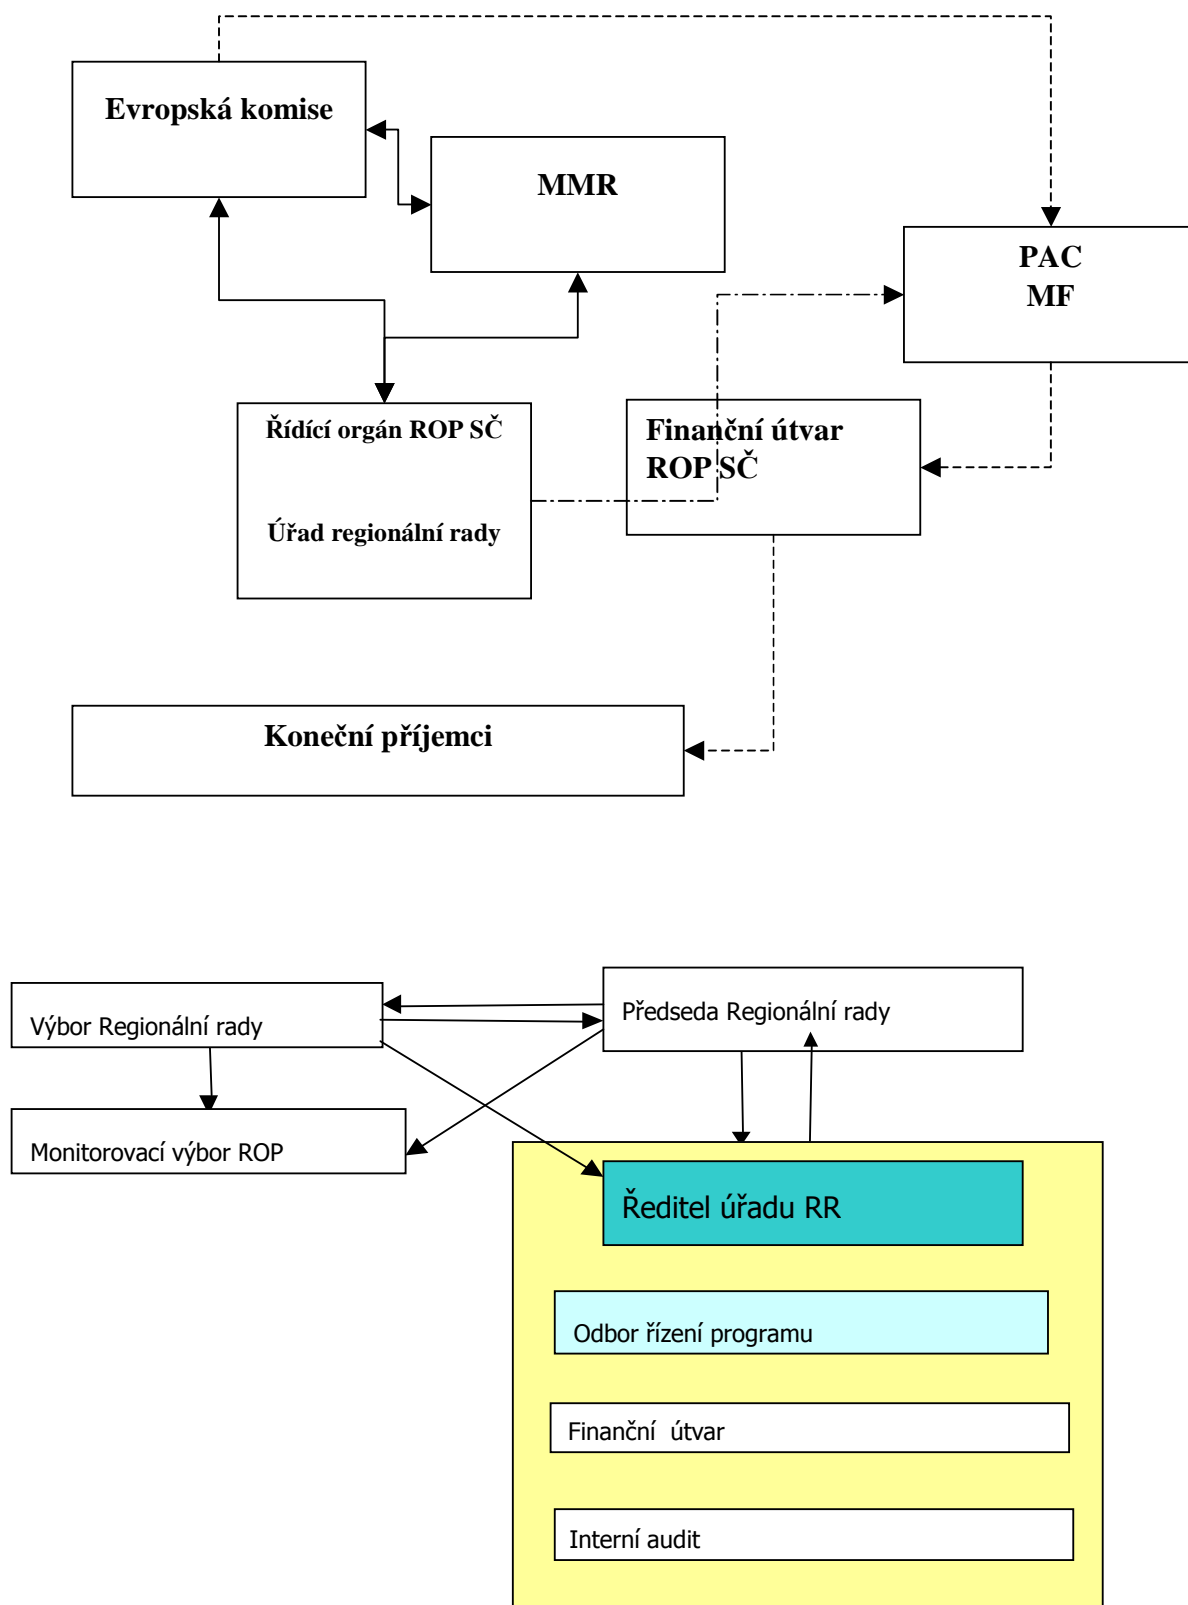 Evropská komise
MMR
PAC
MF
Řídící orgán ROP SČ
Úřad regionální rady
Finanční útvar
ROP SČ
Koneční příjemci
Výbor Regionální rady
Předseda Regionální rady
Monitorovací výbor ROP
Ředitel úřadu RR
Odbor řízení programu
Finanční  útvar
Interní audit